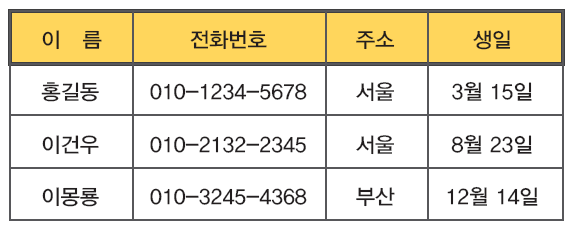 이 름 전화번호 주소 생일
홍길동 010-1234-5678 서울 3월 15일
이건우 010-2132-2345 서울 8월 23일
이몽룡 010-3245-4368 부산 12월 14일